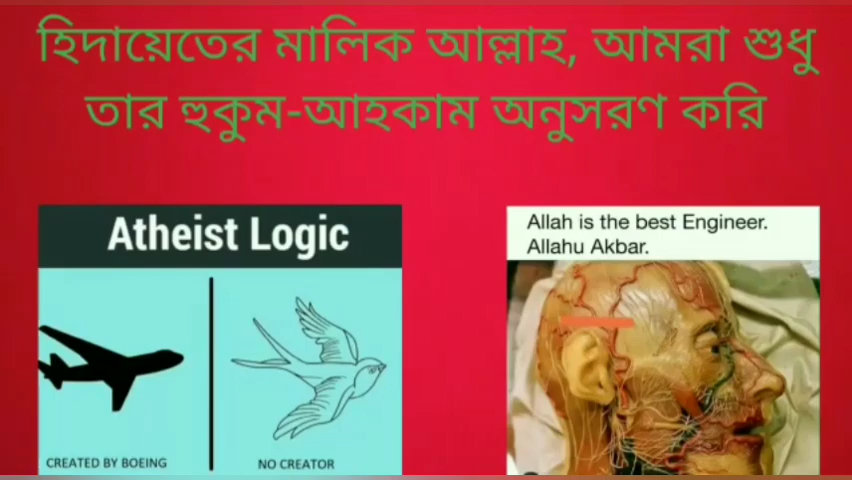 হিদায়েতের মালিক আল্লাহ, আমরা শুধু
তার হুকুম-আহকাম অনুসরণ করি
Atheist Logic
CREATED BY BOEING
NO CREATOR
Allah is the best Engineer.
Allahu Akbar.